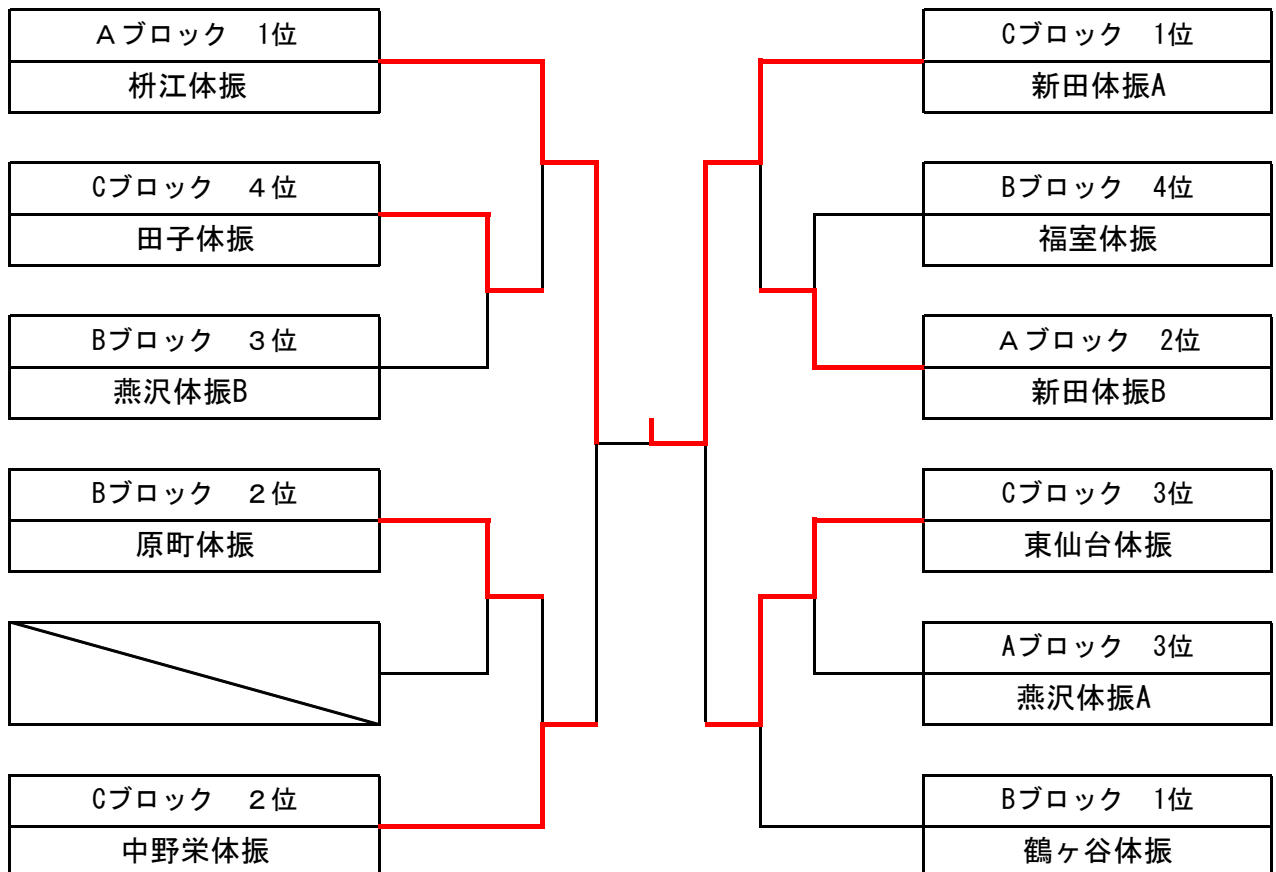 Aブロック　1位
枡江体振
Cブロック　４位
田子体振
Bブロック　３位
燕沢体振B
Bブロック　２位
原町体振
Cブロック　２位
中野栄体振
Cブロック　1位
新田体振A
Bブロック　4位
福室体振
Aブロック　2位
新田体振B
Cブロック　3位
東仙台体振
Aブロック　3位
燕沢体振A
Bブロック　1位
鶴ヶ谷体振